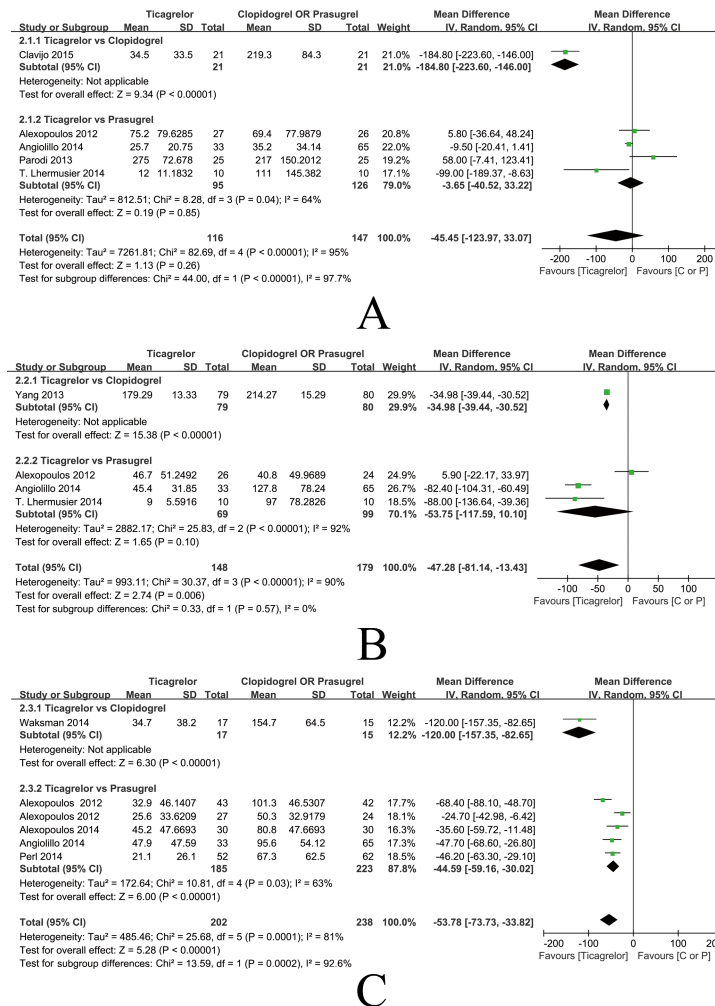 Ticagrelor Clopidogrel OR Prasugrel Mean Difference Mean Difference
Study or Subgroup Mean SD Total Mean SD Total Weight IV, Random, 95% CI IV, Random, 95% CI
2.1.1 Ticagrelor vs Clopidogrel
Clavijo 2015 34.5 33.5 21 219.3 84.3 21 21.0% -184.80 [-223.60, -146.00]
Subtotal (95% CI) 21 21 21.0% -184.80 [-223.60, -146.00]
Heterogeneity: Not applicable
Test for overall effect: Z = 9.34 (P < 0.00001)
2.1.2 Ticagrelor vs Prasugrel
Alexopoulos 2012 75.2 79.6285 27 69.4 77.9879 26 20.8% 5.80 [-36.64, 48.24]
Angiolillo 2014 25.7 20.75 33 35.2 34.14 65 22.0% -9.50 [-20.41, 1.41]
Parodi 2013 275 72.678 25 217 150.2012 25 19.2% 58.00 [-7.41, 123.41]
T. Lhermusier 2014 12 11.1832 10 111 145.382 10 17.1% -99.00 [-189.37, -8.63]
Subtotal (95% CI) 95 126 79.0% -3.65 [-40.52, 33.22]
Heterogeneity: Tau² = 812.51; Chi² = 8.28, df = 3 (P = 0.04); I² = 64%
Test for overall effect: Z = 0.19 (P = 0.85)
Total (95% CI) 116 147 100.0% -45.45 [-123.97, 33.07]
Heterogeneity: Tau² = 7261.81; Chi² = 82.69, df = 4 (P < 0.00001); I² = 95%
Test for overall effect: Z = 1.13 (P = 0.26)
Test for subgroup differences: Chi² = 44.00, df = 1 (P < 0.00001), I² = 97.7%
-200 -100 0 100 200
Favours [Ticagrelor] Favours [C or P]
A
Ticagrelor Clopidogrel OR Prasugrel Mean Difference Mean Difference
Study or Subgroup Mean SD Total Mean SD Total Weight IV, Random, 95% CI IV, Random, 95% CI
2.2.1 Ticagrelor vs Clopidogrel
Yang 2013 179.29 13.33 79 214.27 15.29 80 29.9% -34.98 [-39.44, -30.52]
Subtotal (95% CI) 79 80 29.9% -34.98 [-39.44, -30.52]
Heterogeneity: Not applicable
Test for overall effect: Z = 15.38 (P < 0.00001)
2.2.2 Ticagrelor vs Prasugrel
Alexopoulos 2012 46.7 51.2492 26 40.8 49.9689 24 24.9% 5.90 [-22.17, 33.97]
Angiolillo 2014 45.4 31.85 33 127.8 78.24 65 26.7% -82.40 [-104.31, -60.49]
T. Lhermusier 2014 9 5.5916 10 97 78.2826 10 18.5% -88.00 [-136.64, -39.36]
Subtotal (95% CI) 69 99 70.1% -53.75 [-117.59, 10.10]
Heterogeneity: Tau² = 2882.17; Chi² = 25.83, df = 2 (P < 0.00001); I² = 92%
Test for overall effect: Z = 1.65 (P = 0.10)
Total (95% CI) 148 179 100.0% -47.28 [-81.14, -13.43]
Heterogeneity: Tau² = 993.11; Chi² = 30.37, df = 3 (P < 0.00001); I² = 90%
Test for overall effect: Z = 2.74 (P = 0.006)
Test for subgroup differences: Chi² = 0.33, df = 1 (P = 0.57), I² = 0%
-100 -50 0 50 100
Favours [Ticagrelor] Favours [C or P]
B
Ticagrelor Clopidogrel OR Prasugrel Mean Difference Mean Difference
Study or Subgroup Mean SD Total Mean SD Total Weight IV, Random, 95% CI IV, Random, 95% CI
2.3.1 Ticagrelor vs Clopidogrel
Waksman 2014 34.7 38.2 17 154.7 64.5 15 12.2% -120.00 [-157.35, -82.65]
Subtotal (95% CI) 17 15 12.2% -120.00 [-157.35, -82.65]
Heterogeneity: Not applicable
Test for overall effect: Z = 6.30 (P < 0.00001)
2.3.2 Ticagrelor vs Prasugrel
Alexopoulos 2012 32.9 46.1407 43 101.3 46.5307 42 17.7% -68.40 [-88.10, -48.70]
Alexopoulos 2012 25.6 33.6209 27 50.3 32.9179 24 18.1% -24.70 [-42.98, -6.42]
Alexopoulos 2014 45.2 47.6693 30 80.8 47.6693 30 16.3% -35.60 [-59.72, -11.48]
Angiolillo 2014 47.9 47.59 33 95.6 54.12 65 17.3% -47.70 [-68.60, -26.80]
Perl 2014 21.1 26.1 52 67.3 62.5 62 18.4% -46.20 [-63.30, -29.10]
Subtotal (95% CI) 185 223 87.8% -44.59 [-59.16, -30.02]
Heterogeneity: Tau² = 172.64; Chi² = 10.81, df = 4 (P = 0.03); I² = 63%
Test for overall effect: Z = 6.00 (P < 0.00001)
Total (95% CI) 202 238 100.0% -53.78 [-73.73, -33.82]
Heterogeneity: Tau² = 485.46; Chi² = 25.68, df = 5 (P = 0.0001); I² = 81%
Test for overall effect: Z = 5.28 (P < 0.00001)
Test for subgroup differences: Chi² = 13.59, df = 1 (P = 0.0002), I² = 92.6%
-200 -100 0 100 200
Favours [Ticagrelor] Favours [C or P]
C